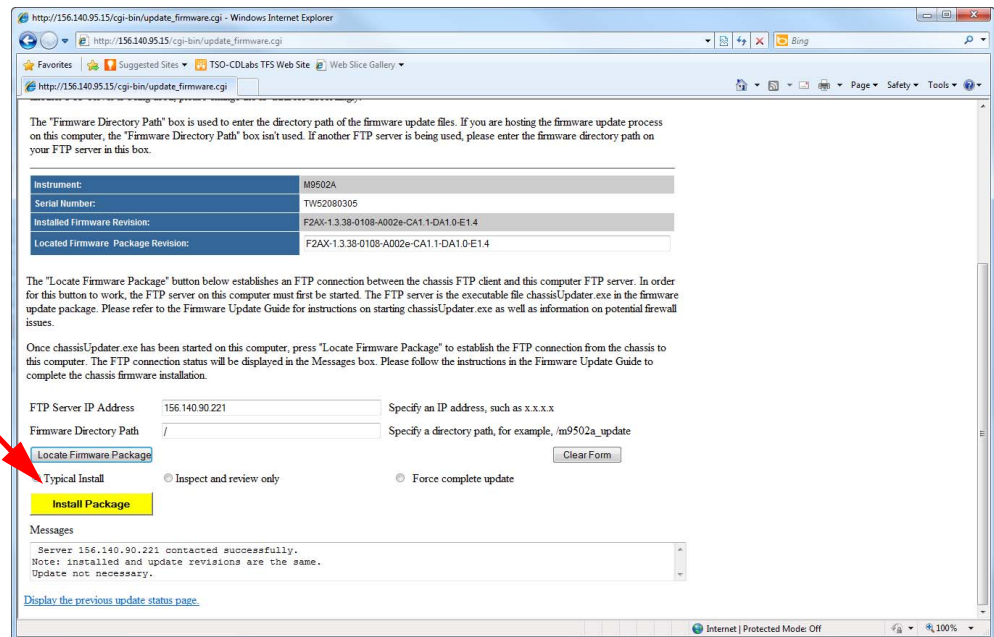 http://156.140.95.15/cgi-bin/update_firmware.cgi - Windows Internet Explorer
http://156.140.95.15/cgi-bin/update_firmware.cgi
Bing
Favorites
Suggested Sites
TSO-CDLabs TFS Web Site
Web Slice Gallery
http://156.140.95.15/cgi-bin/update_firmware.cgi
Page Safety Tools
The "Firmware Directory Path" box is used to enter the directory path of the firmware update files. If you are hosting the firmware update process
on this computer, the "Firmware Directory Path" box isn't used. If another FTP server is being used, please enter the firmware directory path on
your FTP server in this box.
Instrument: M9502A
Serial Number: TW52080305
Installed Firmware Revision: F2AX-1.3.38-0108-A002e-CA1.1-DA1.0-E1.4
Located Firmware Package Revision: F2AX-1.3.38-0108-A002e-CA1.1-DA1.0-E1.4
The "Locate Firmware Package" button below establishes an FTP connection between the chassis FTP client and this computer FTP server. In order
for this button to work, the FTP server on this computer must first be started. The FTP server is the executable file chassisUpdater.exe in the firmware
update package. Please refer to the Firmware Update Guide for instructions on starting chassisUpdater.exe as well as information on potential firewall
issues.
Once chassisUpdater.exe has been started on this computer, press "Locate Firmware Package" to establish the FTP connection from the chassis to
this computer. The FTP connection status will be displayed in the Messages box. Please follow the instructions in the Firmware Update Guide to
complete the chassis firmware installation.
FTP Server IP Address 156.140.90.221 Specify an IP address, such as x.x.x.x
Firmware Directory Path / Specify a directory path, for example, /m9502a_update
Locate Firmware Package Clear Form
Typical Install Inspect and review only Force complete update
Install Package
Messages
Server 156.140.90.221 contacted successfully.
Note: installed and update revisions are the same.
Update not necessary.
Display the previous update status page.
Internet | Protected Mode: Off 100%